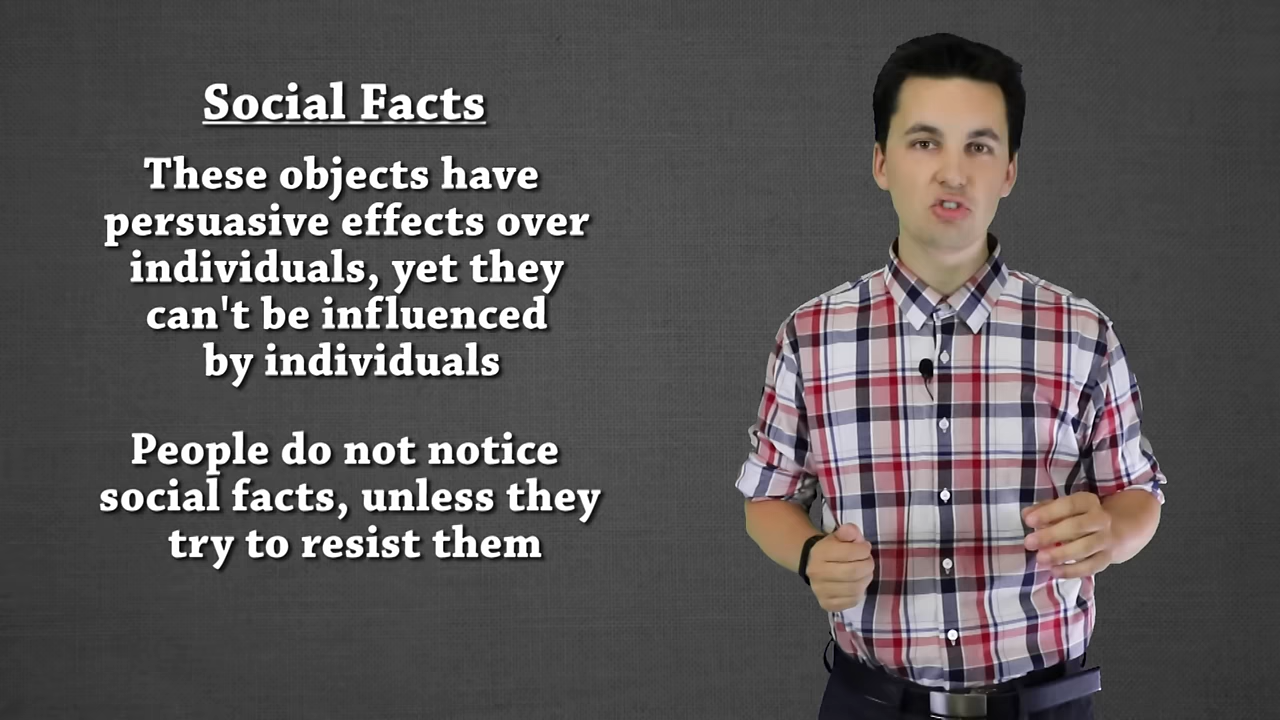 Social Facts
These objects have
persuasive effects over
individuals, yet they
can't be influenced
by individuals
People do not notice
social facts, unless they
try to resist them